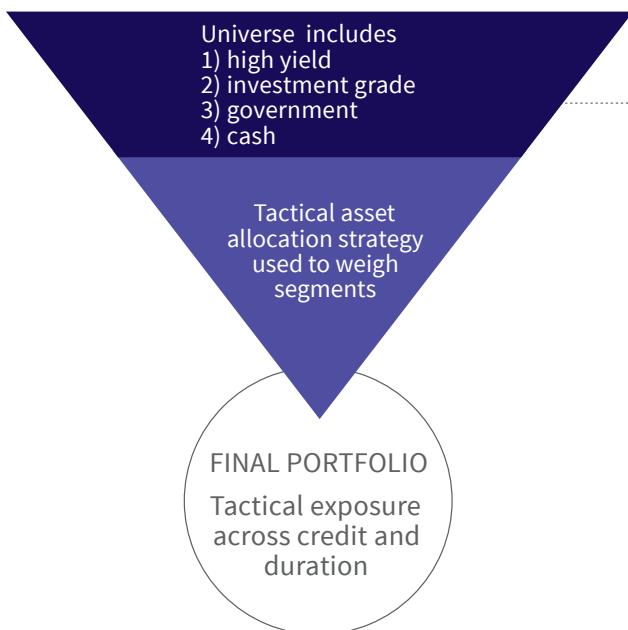 Universe includes
1) high yield
2) investment grade
3) government
4) cash
Tactical asset
allocation strategy
used to weigh
segments
FINAL PORTFOLIO
Tactical exposure
across credit and
duration